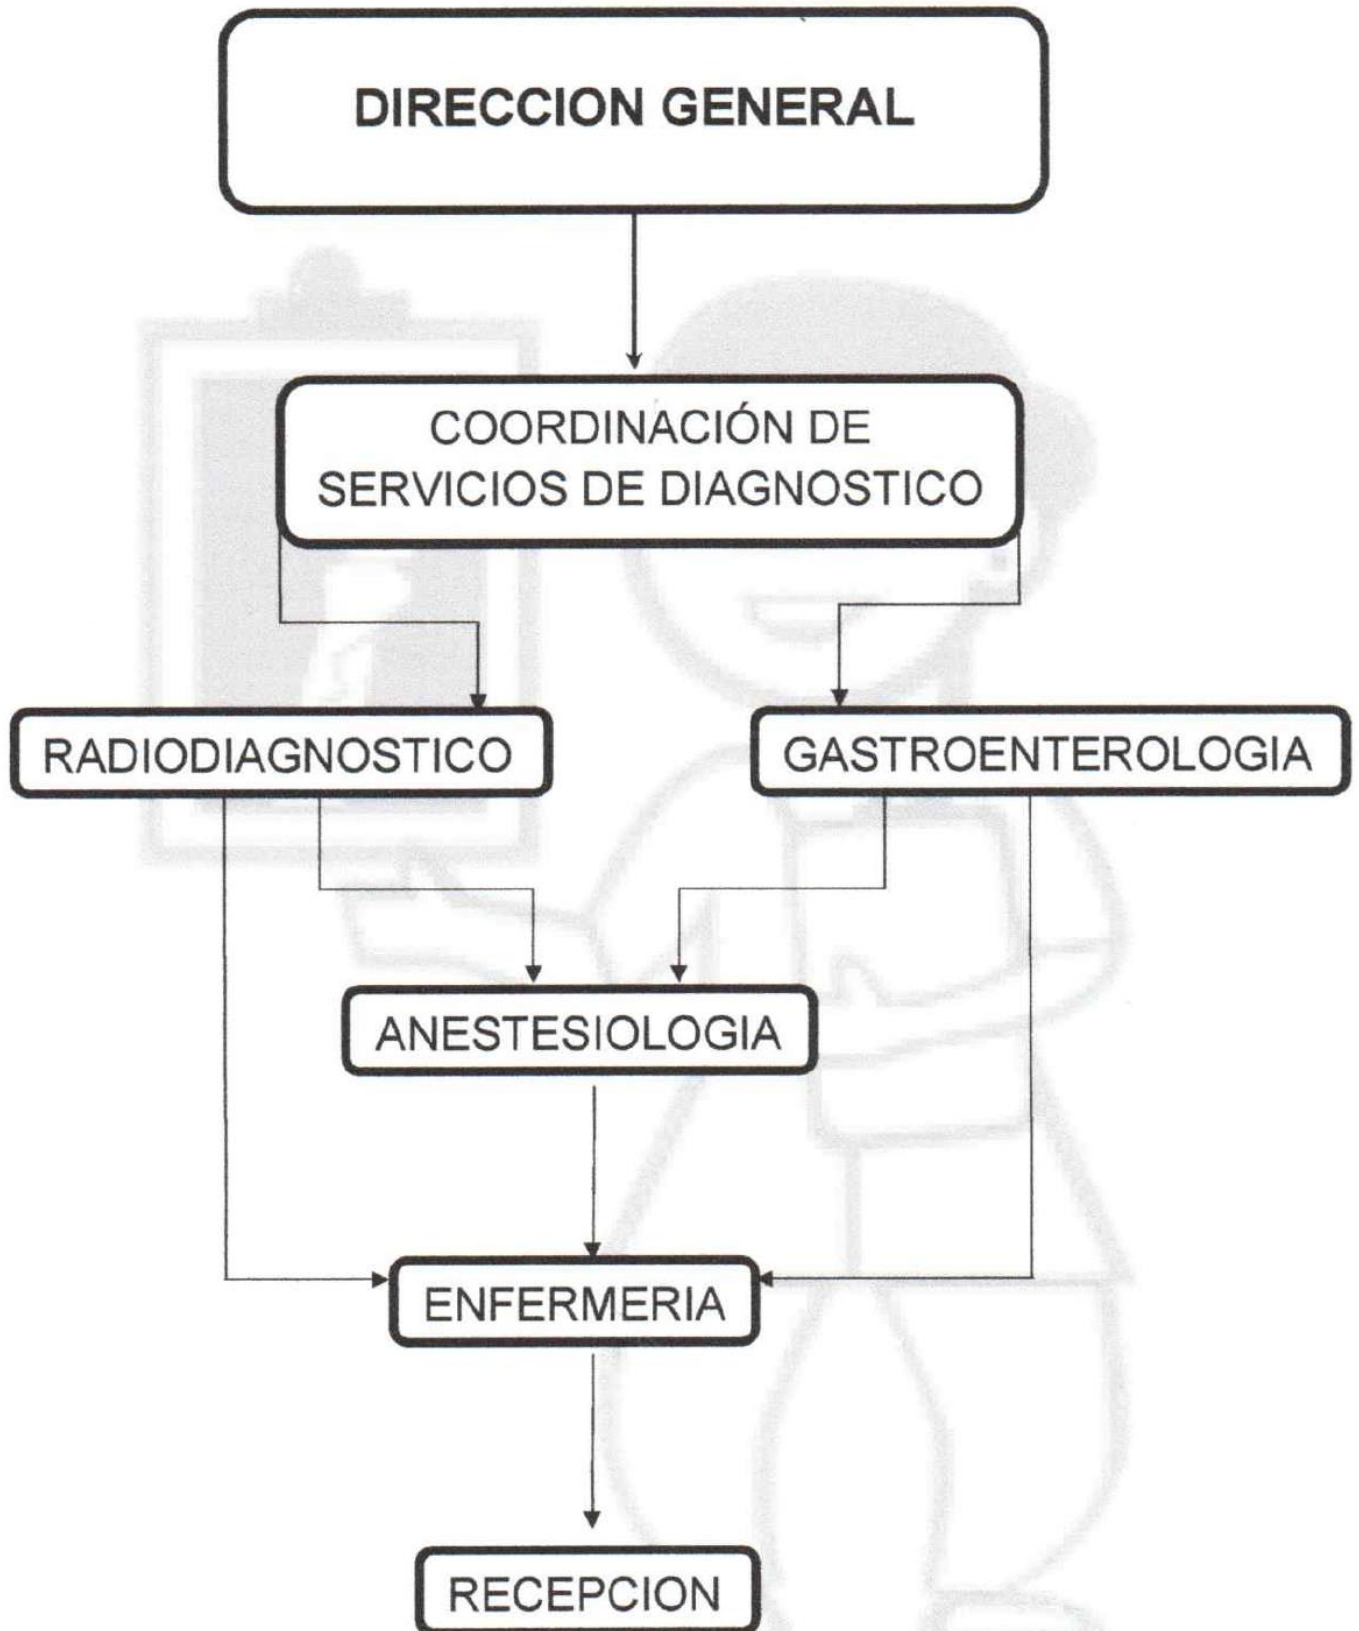 DIRECCION GENERAL
COORDINACIÓN DE
SERVICIOS DE DIAGNOSTICO
RADIODIAGNOSTICO
GASTROENTEROLOGIA
ANESTESIOLOGIA
ENFERMERIA
RECEPCION